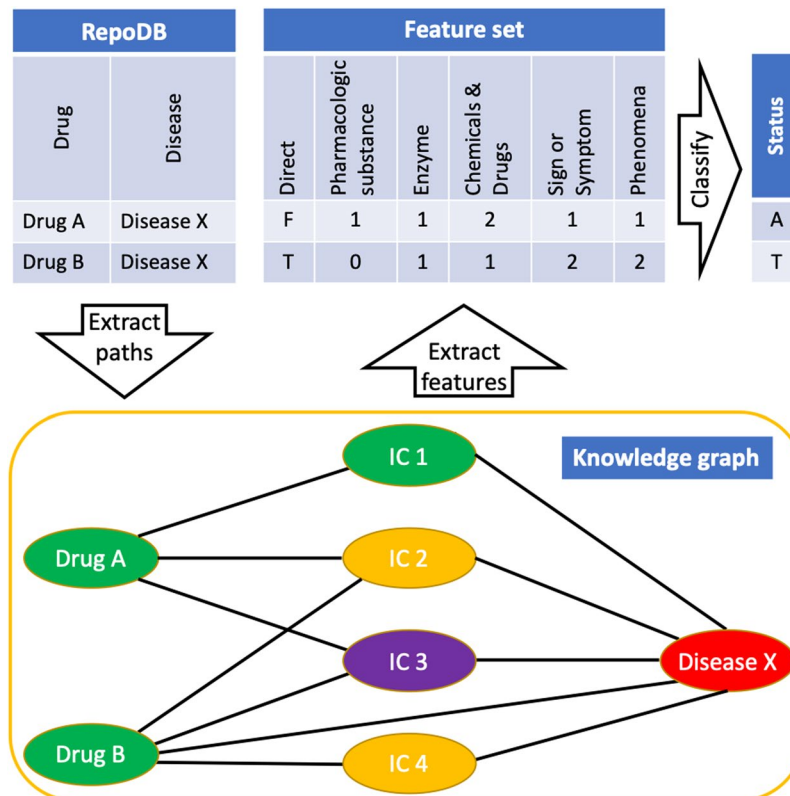 RepoDB
Drug
Disease
Drug A
Disease X
Drug B
Disease X
Feature set
Direct
Pharmacologic
substance
Enzyme
Chemicals &
Drugs
Sign or
Symptom
Phenomena
F 1 1 2 1 1
T 0 1 1 2 2
Classify
Status
A
T
Extract
paths
Extract
features
Knowledge graph
IC 1
Drug A
IC 2
IC 3
Disease X
Drug B
IC 4